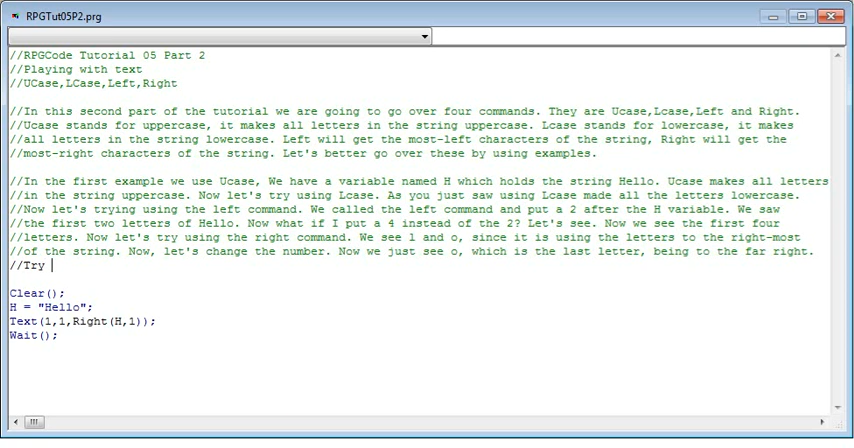 RPGTut05P2.prg
//RPGCode Tutorial 05 Part 2
//Playing with text
//UCase,LCase,Left,Right
//In this second part of the tutorial we are going to go over four commands. They are Ucase,Lcase,Left and Right.
//Ucase stands for uppercase, it makes all letters in the string uppercase. Lcase stands for lowercase, it makes
//all letters in the string lowercase. Left will get the most-left characters of the string, Right will get the
//most-right characters of the string. Let's better go over these by using examples.
//In the first example we use Ucase, We have a variable named H which holds the string Hello. Ucase makes all letters
//in the string uppercase. Now let's try using Lcase. As you just saw using Lcase made all the letters lowercase.
//Now let's trying using the left command. We called the left command and put a 2 after the H variable. We saw
//the first two letters of Hello. Now what if I put a 4 instead of the 2? Let's see. Now we see the first four
//letters. Now let's try using the right command. We see l and o, since it is using the letters to the right-most
//of the string. Now, let's change the number. Now we just see o, which is the last letter, being to the far right.
//Try
Clear();
H = "Hello";
Text(1,1,Right(H,1));
Wait();